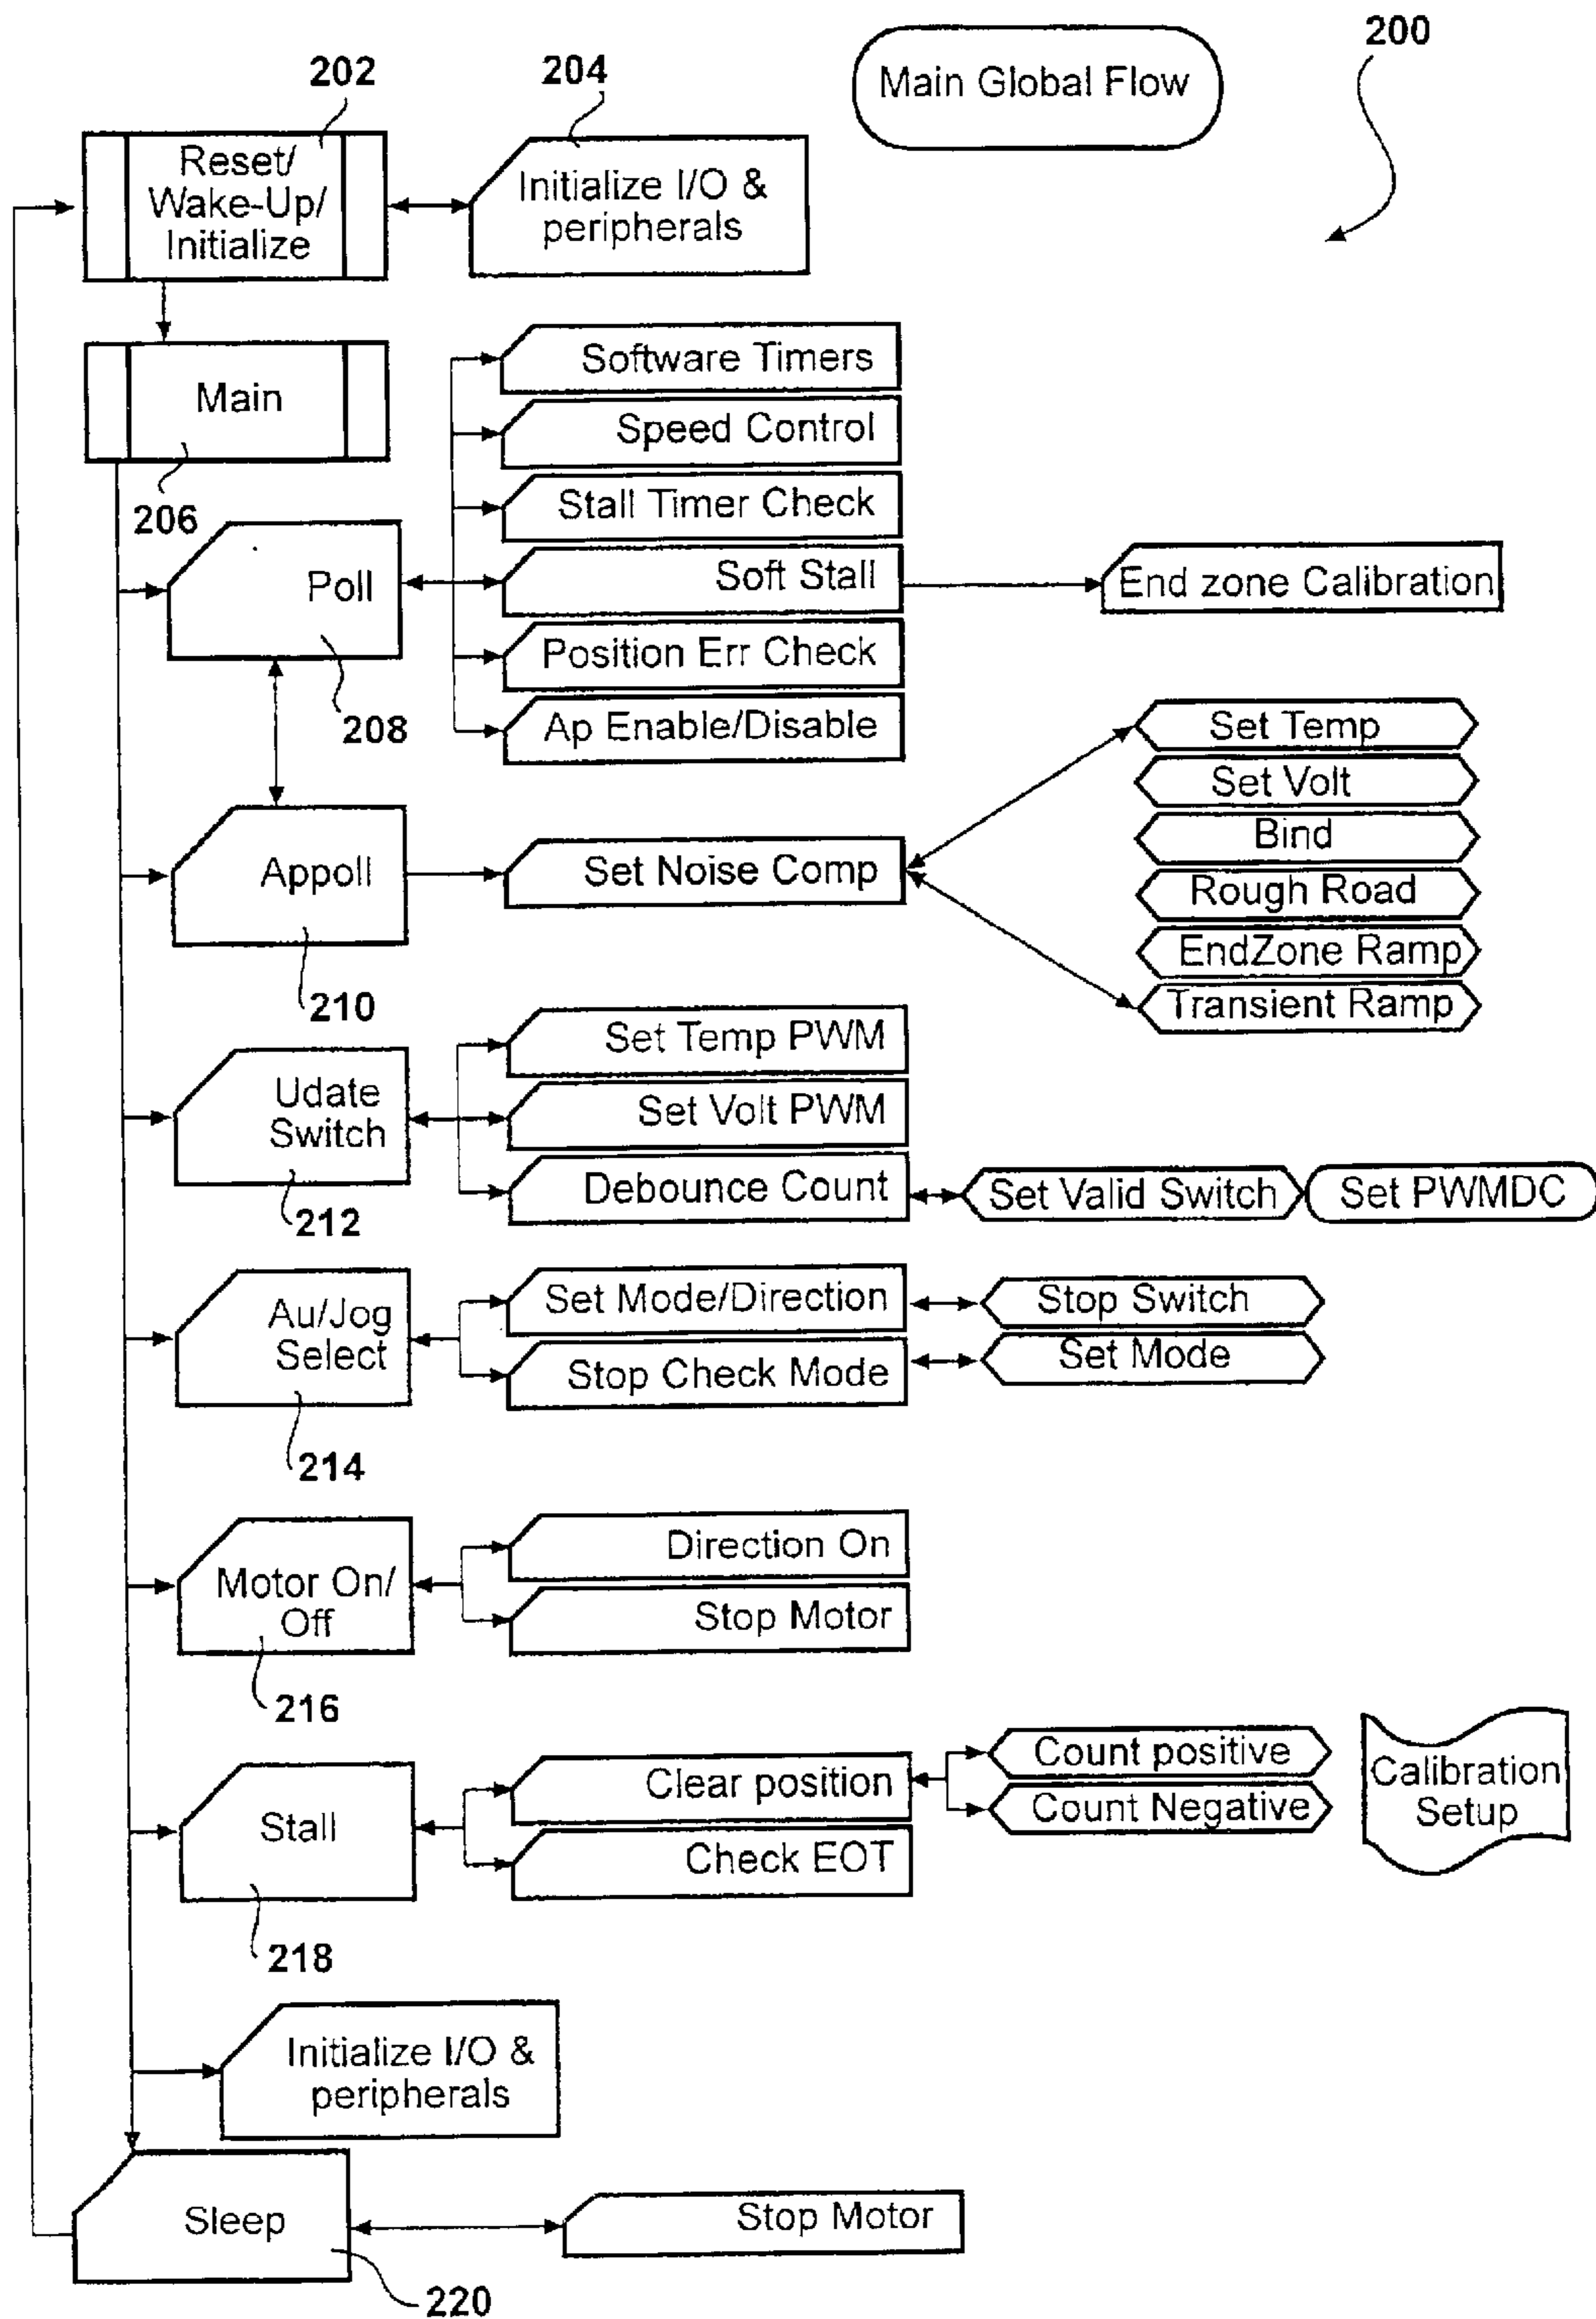 200
Main Global Flow
202
204
Reset/
Wake-Up/
Initialize
Initialize I/O &
peripherals
Main
206
Software Timers
Speed Control
Stall Timer Check
Poll
208
Soft Stall
End zone Calibration
Position Err Check
Ap Enable/Disable
Appoll
210
Set Noise Comp
Set Temp
Set Volt
Bind
Rough Road
EndZone Ramp
Transient Ramp
Udate
Switch
212
Set Temp PWM
Set Volt PWM
Debounce Count
Set Valid Switch
Set PWMDC
Au/Jog
Select
214
Set Mode/Direction
Stop Switch
Stop Check Mode
Set Mode
Motor On/
Off
216
Direction On
Stop Motor
Stall
218
Clear position
Count positive
Count Negative
Check EOT
Calibration
Setup
Initialize I/O &
peripherals
Sleep
220
Stop Motor